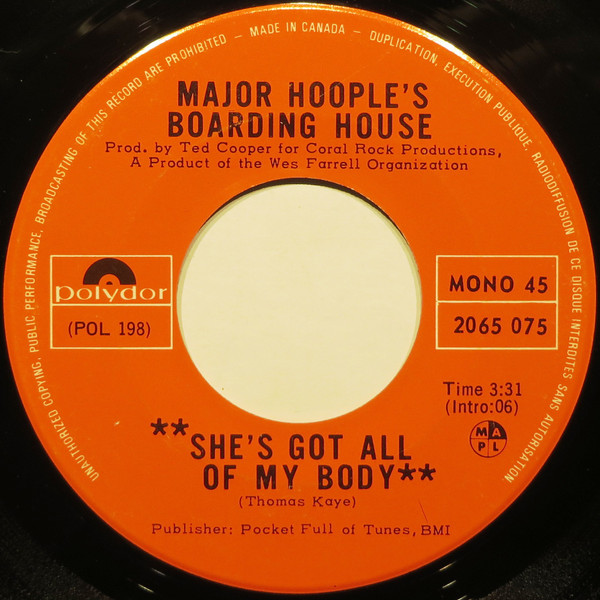 UNAUTHORIZED COPYING, PUBLIC PERFORMANCE, BROADCASTING OF THIS RECORD ARE PROHIBITED – MADE IN CANADA – DUPLICATION, EXECUTION PUBLIQUE, RADIODIFFUSION DE CE DISQUE INTERDITES SANS AUTORISATION.
MAJOR HOOPLE'S
BOARDING HOUSE
Prod. by Ted Cooper for Coral Rock Productions,
A Product of the Wes Farrell Organization
polydor
(POL 198)
MONO 45
2065 075
Time 3:31
(Intro:06)
M A
P L
**SHE'S GOT ALL
OF MY BODY**
(Thomas Kaye)
Publisher: Pocket Full of Tunes, BMI